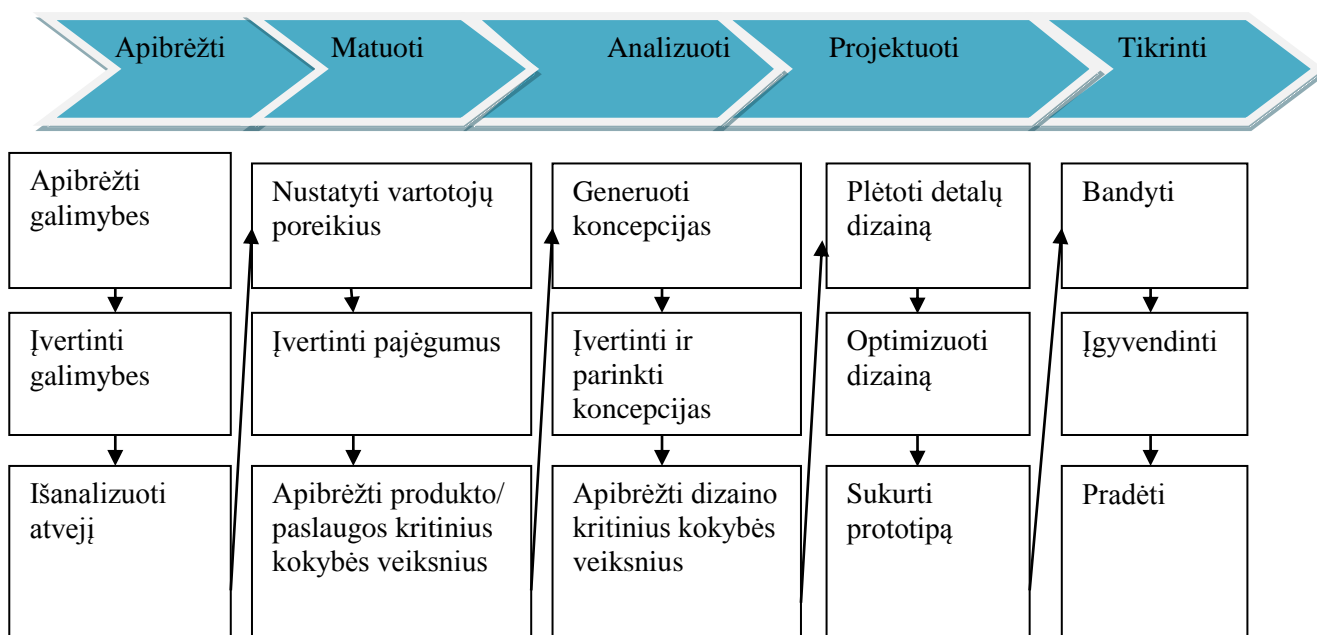 Apibrėžti
Matuoti
Analizuoti
Projektuoti
Tikrinti
Apibrėžti
galimybes
Įvertinti
galimybes
Išanalizuoti
atvejį
Nustatyti vartotojų
poreikius
Įvertinti pajėgumus
Apibrėžti produkto/
paslaugos kritinius
kokybės veiksnius
Generuoti
koncepcijas
Įvertinti ir
parinkti
koncepcijas
Apibrėžti dizaino
kritinius kokybės
veiksnius
Plėtoti detalų
dizainą
Optimizuoti
dizainą
Sukurti
prototipą
Bandyti
Įgyvendinti
Pradėti